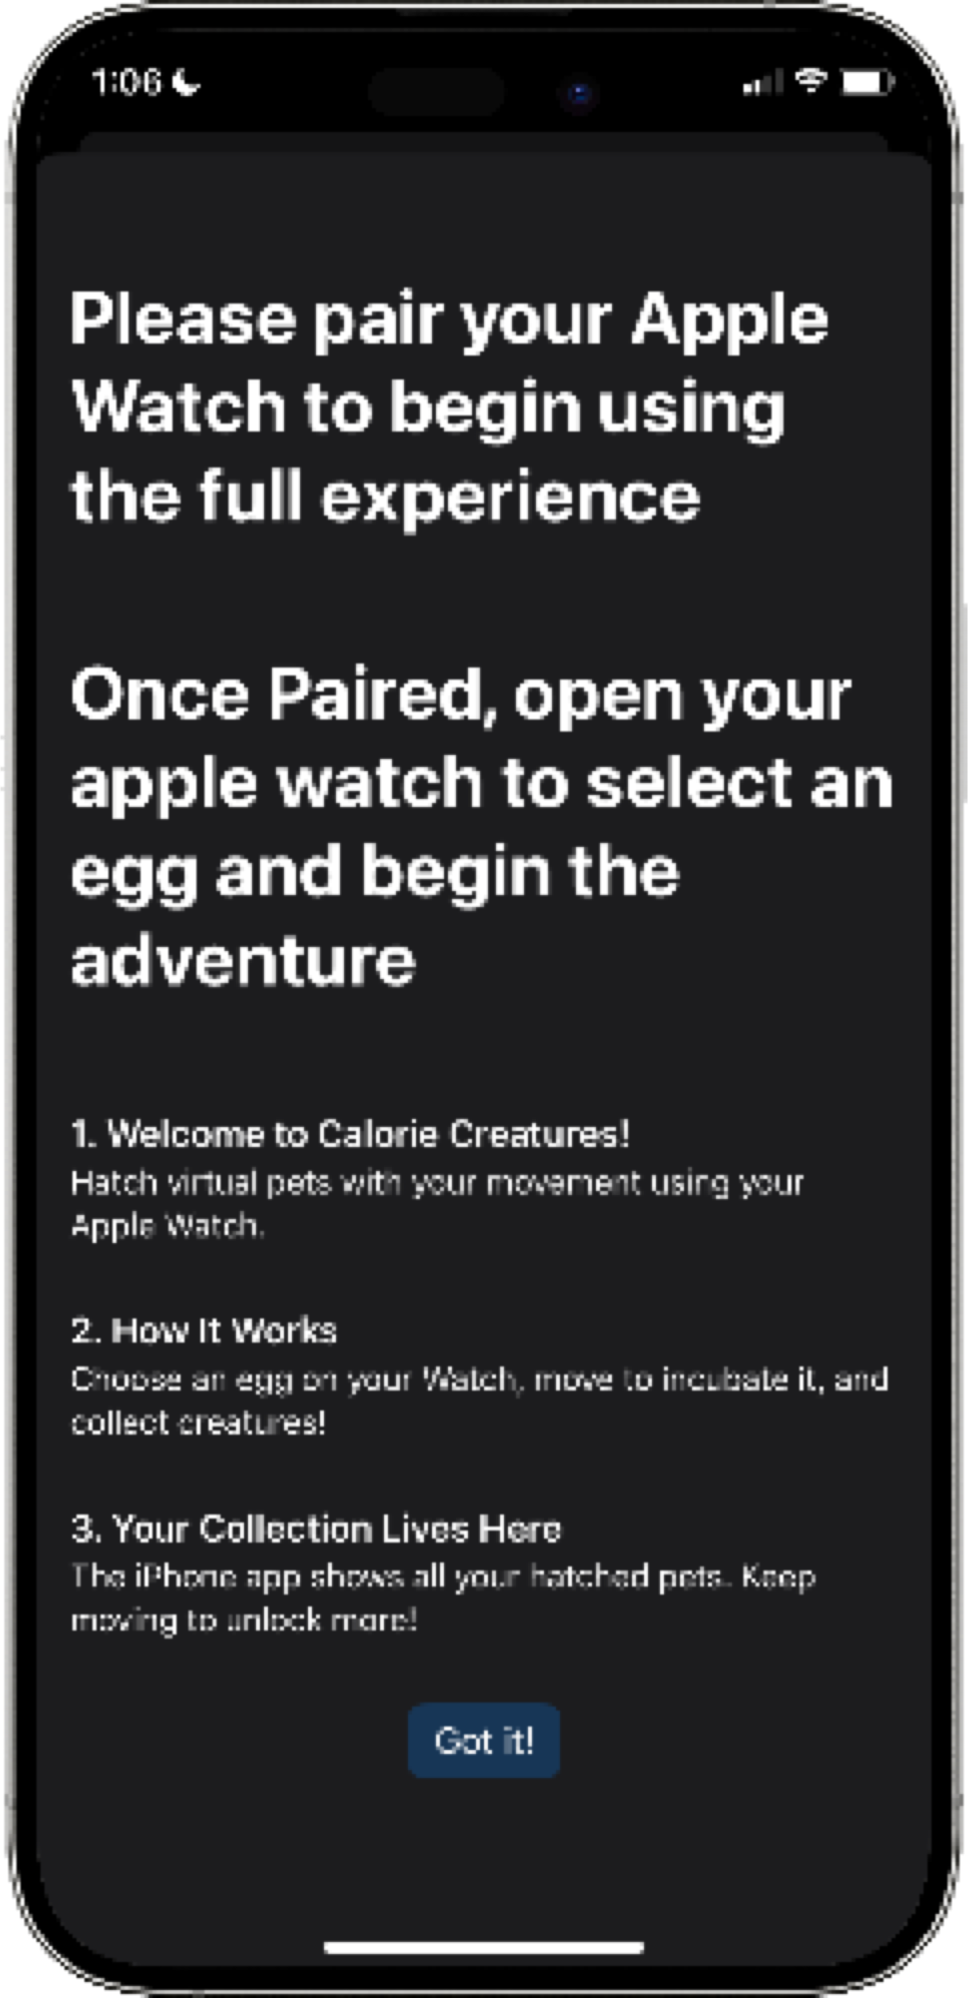 1:06
Please pair your Apple
Watch to begin using
the full experience
Once Paired, open your
apple watch to select an
egg and begin the
adventure
1. Welcome to Calorie Creatures!
Hatch virtual pets with your movement using your
Apple Watch.
2. How It Works
Choose an egg on your Watch, move to incubate it, and
collect creatures!
3. Your Collection Lives Here
The iPhone app shows all your hatched pets. Keep
moving to unlock more!
Got it!